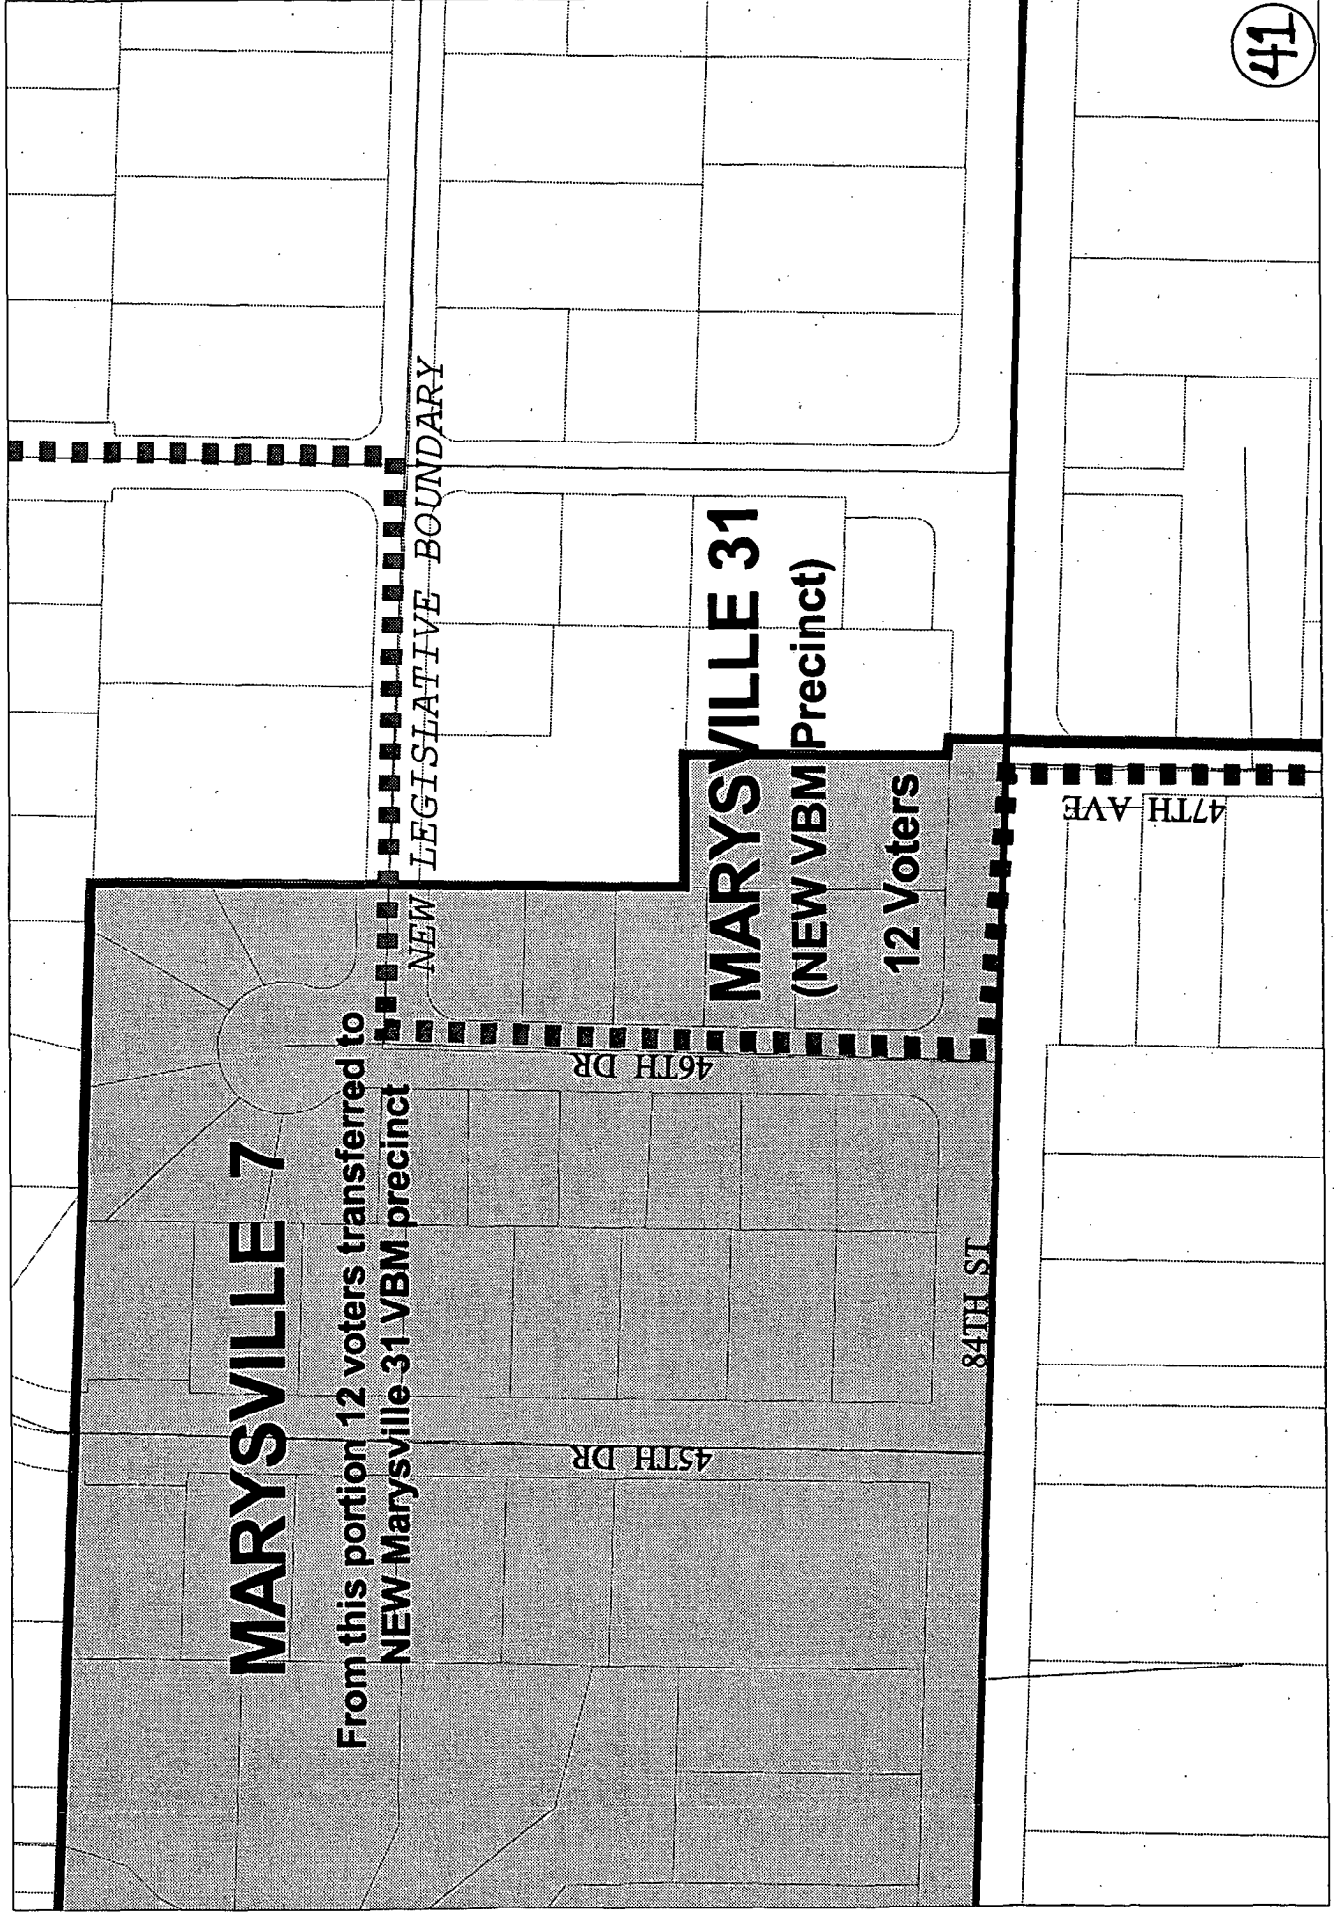 41
NEW LEGISLATIVE BOUNDARY
MARYSVILLE 7
From this portion 12 voters transferred to
NEW Marysville 31 VBM precinct
MARYSVILLE 31
(NEW VBM Precinct)
12 Voters
45TH DR
46TH DR
84TH ST
47TH AVE